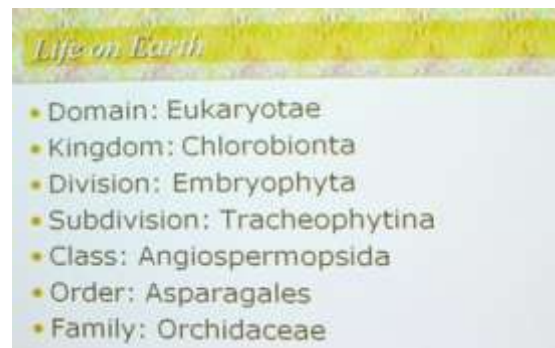 Life on Earth
• Domain: Eukaryotae
• Kingdom: Chlorobionta
• Division: Embryophyta
• Subdivision: Tracheophytina
• Class: Angiospermopsida
• Order: Asparagales
• Family: Orchidaceae